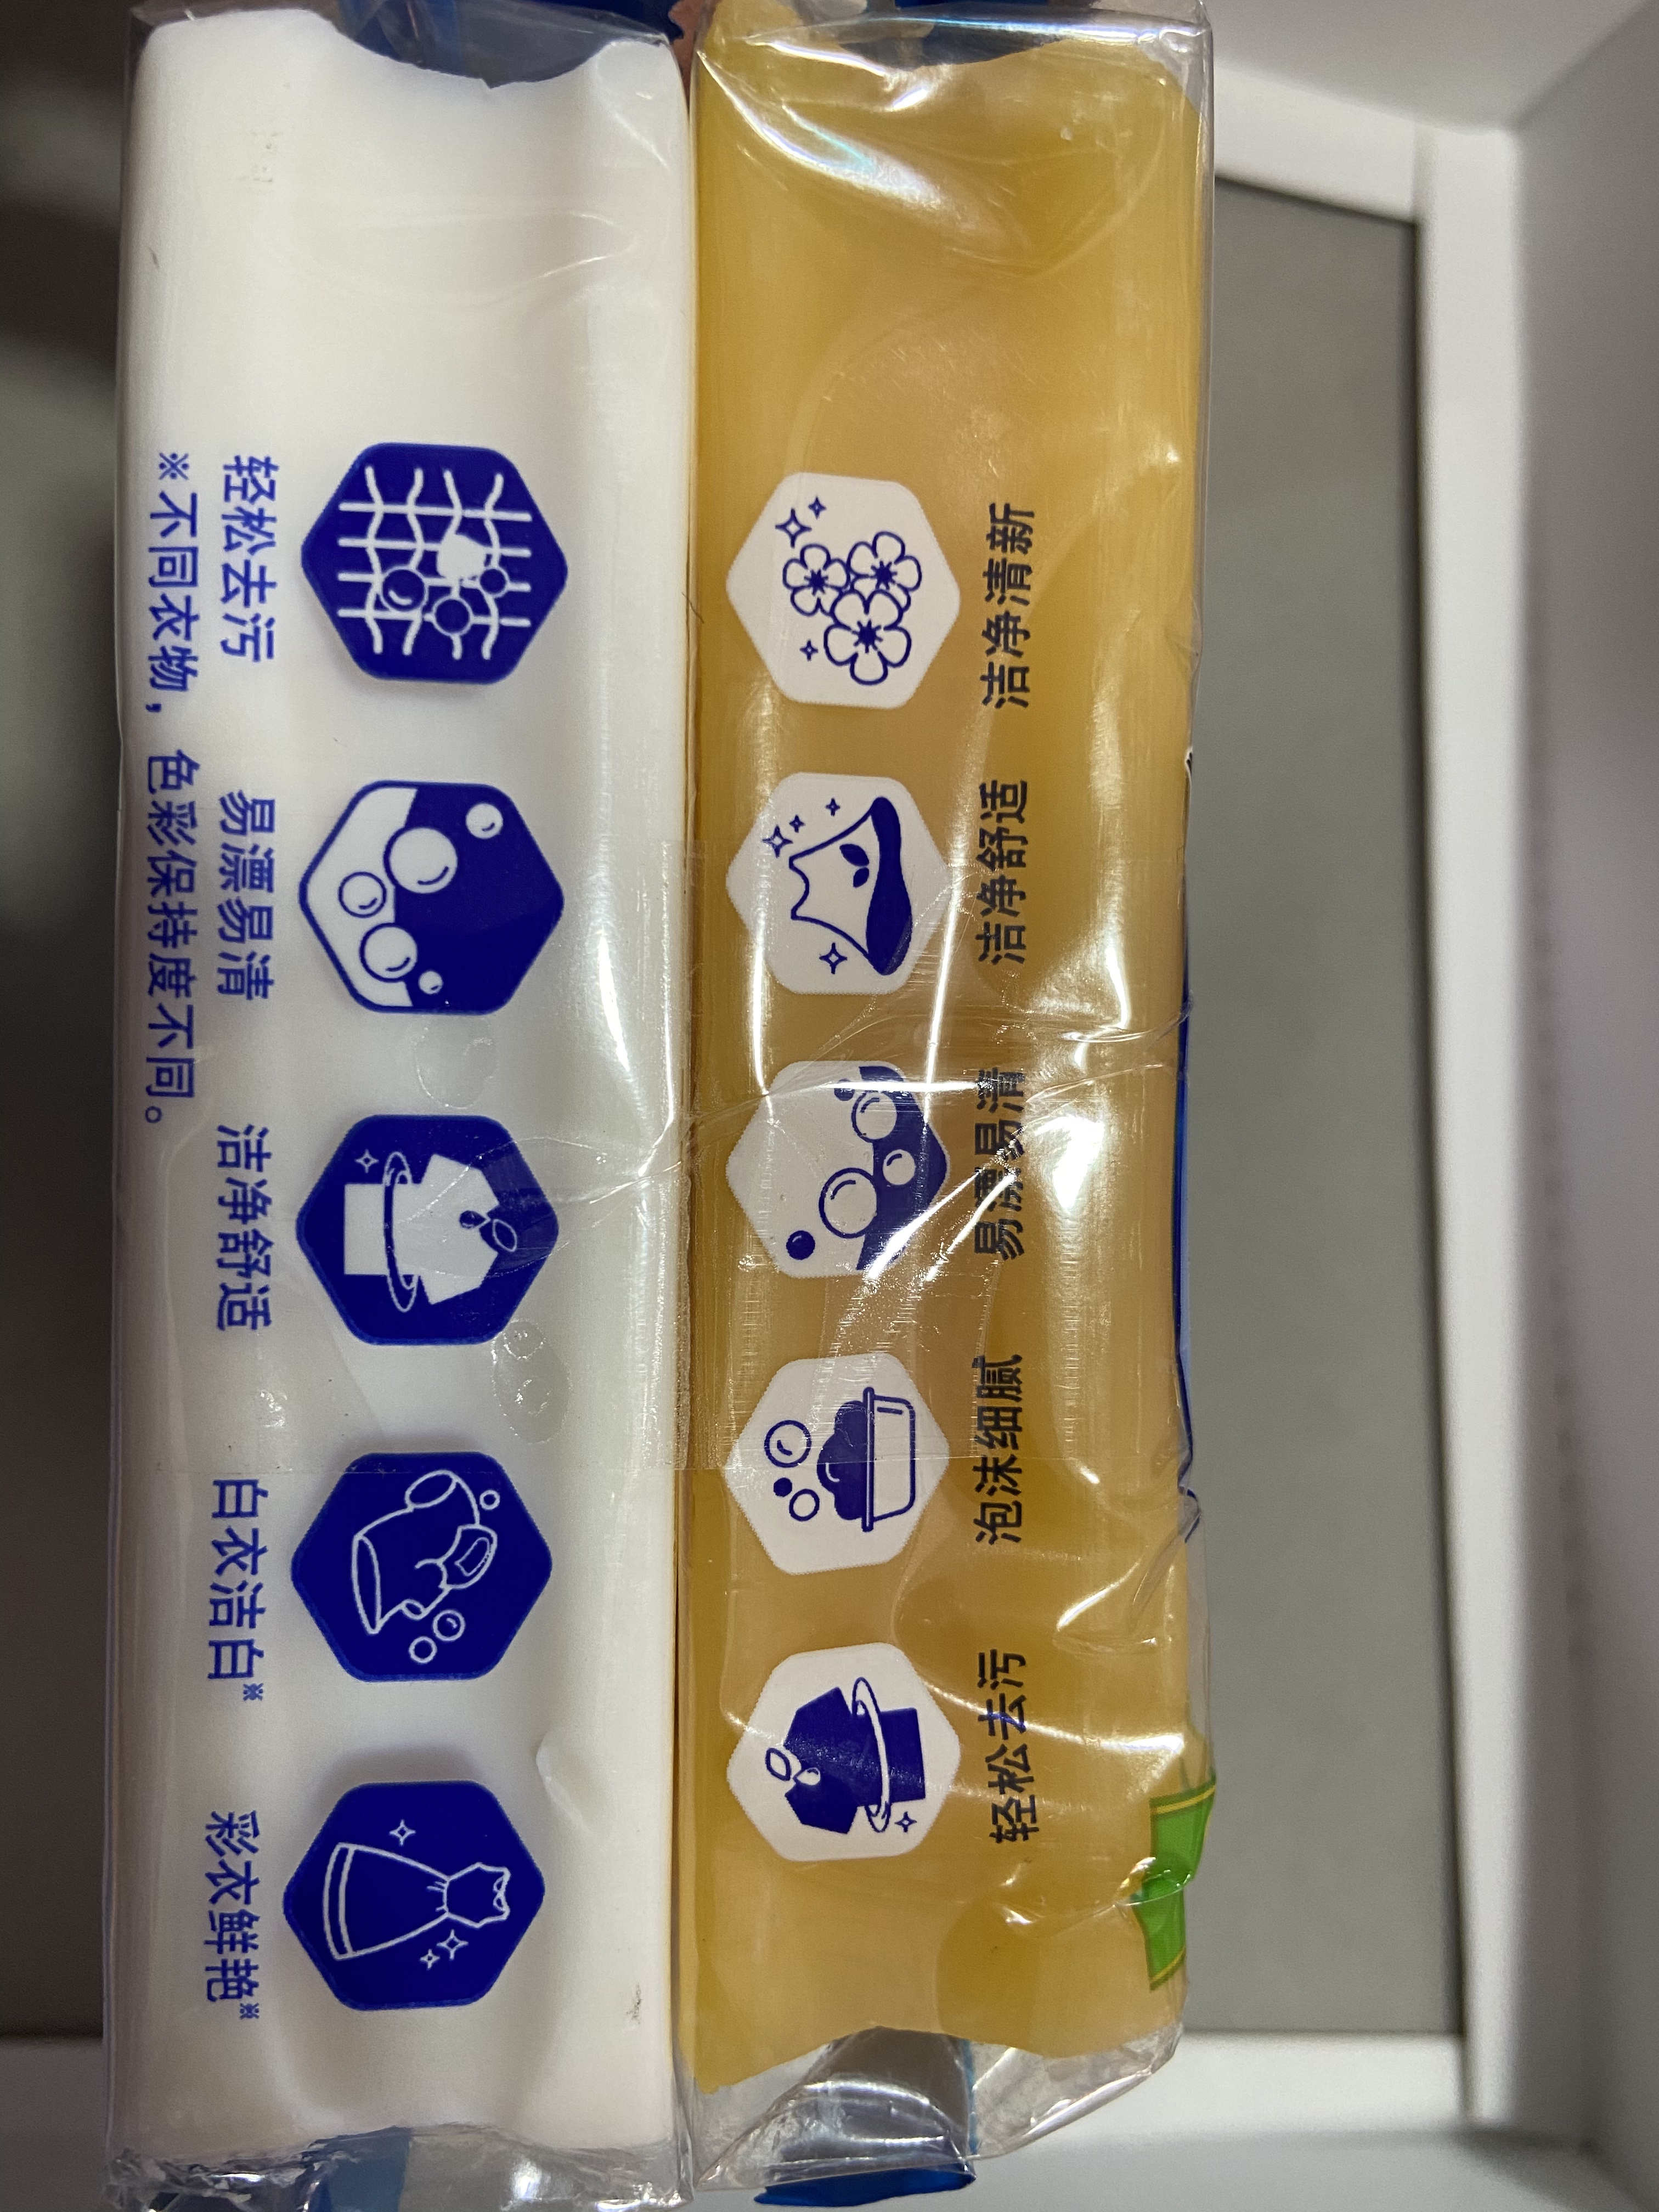 轻松去污
易漂易清
洁净舒适
白衣洁白※
彩衣鲜艳※
※不同衣物，色彩保持度不同。
轻松去污
泡沫细腻
易漂易清
洁净舒适
洁净清新